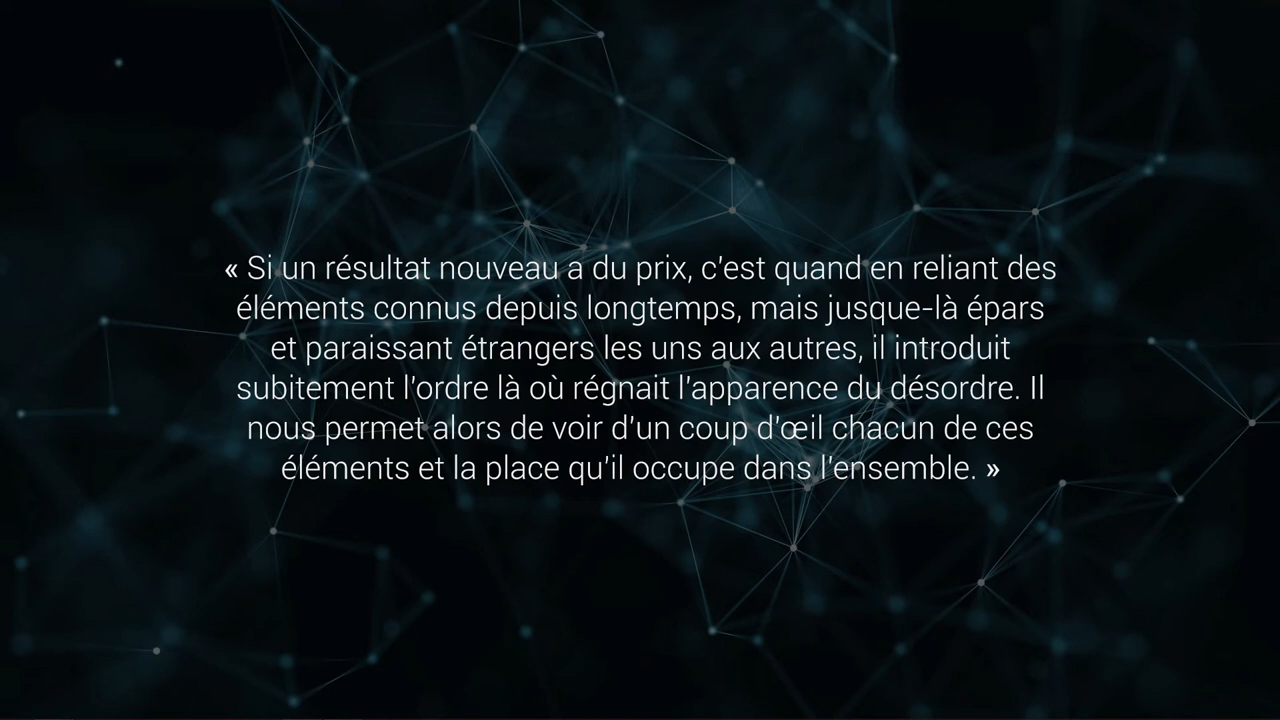 « Si un résultat nouveau a du prix, c'est quand en reliant des
éléments connus depuis longtemps, mais jusque-là épars
et paraissant étrangers les uns aux autres, il introduit
subitement l'ordre là où régnait l'apparence du désordre. Il
nous permet alors de voir d'un coup d'œil chacun de ces
éléments et la place qu'il occupe dans l'ensemble. »